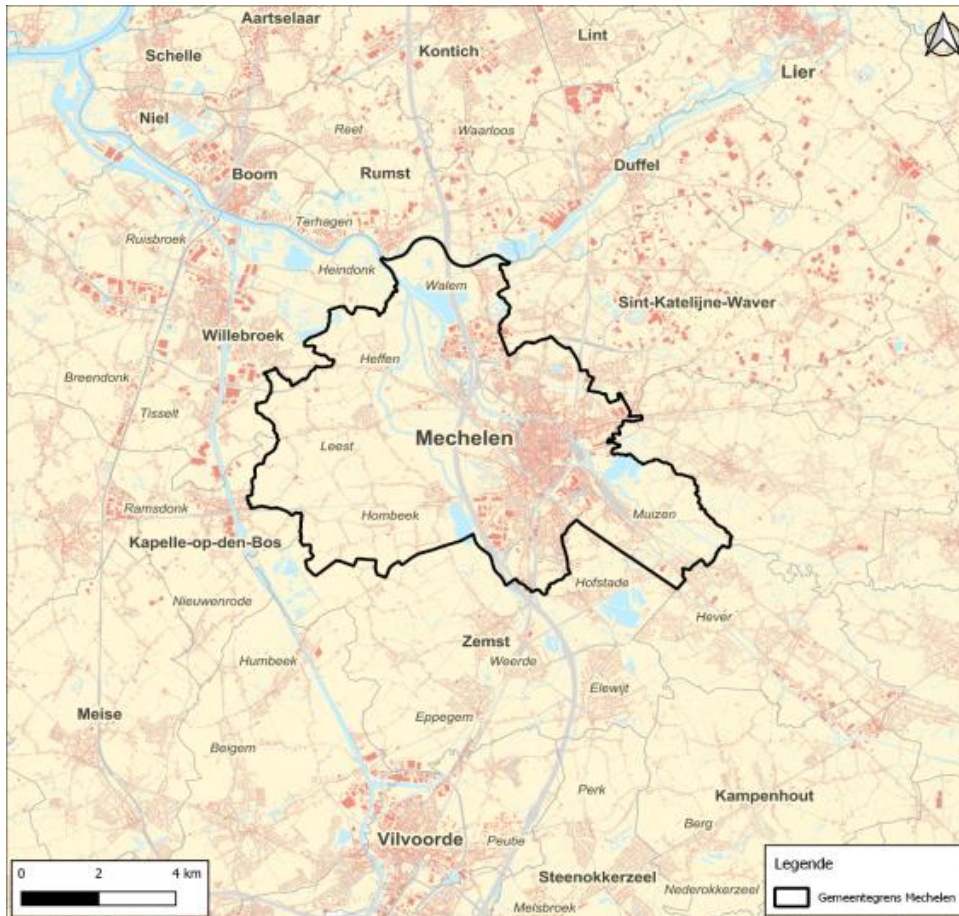 Aartselaar
Lint
Schelle
Kontich
Lier
Niel
Reet
Waarloos
Boom
Rumst
Duffel
Terhagen
Ruisbroek
Heindonk
Walem
Sint-Katelijne-Waver
Willebroek
Heffen
Breendonk
Tisselt
Mechelen
Leest
Ramsdonk
Hombeek
Muizen
Kapelle-op-den-Bos
Hofstade
Nieuwenrode
Hever
Zemst
Humbeek
Weerde
Elewijt
Meise
Eppegem
Beigem
Perk
Kampenhout
Berg
Vilvoorde
Peutie
Steenokkerzeel
Nederokkerzeel
Melsbroek
0 2 4 km
Legende
Gemeentegrens Mechelen